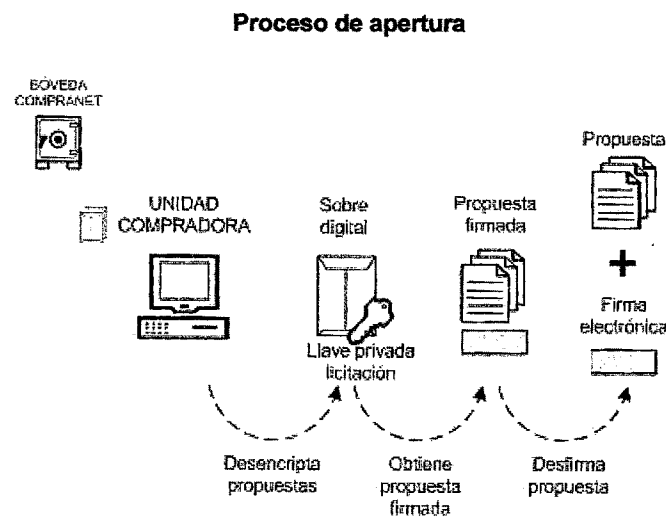 Proceso de apertura
BÓVEDA
COMPRANET
UNIDAD
COMPRADORA
Sobre
digital
Llave privada
licitación
Propuesta
firmada
Propuesta
+
Firma
electrónica
Desencripta
propuestas
Obtiene
propuesta
firmada
Desfirma
propuesta